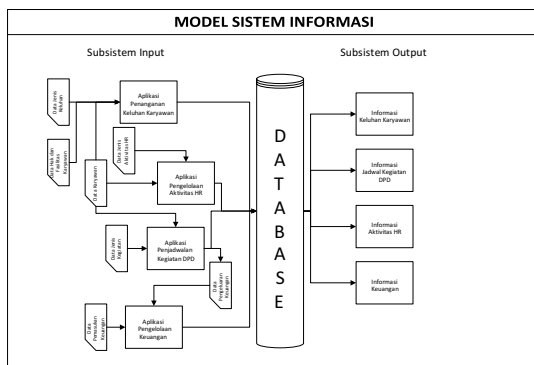 MODEL SISTEM INFORMASI
Subsistem Input
Subsistem Output
Data Jenis
Keluhan
Aplikasi
Penanganan
Keluhan Karyawan
Data Hak dan
Fasilitas
Karyawan
Data Jenis
Aktivitas HR
Data Karyawan
Aplikasi
Pengelolaan
Aktivitas HR
Data Jenis
Kegiatan
Aplikasi
Penjadwalan
Kegiatan DPD
Data
Pengeluaran
Keuangan
Data
Pemasukan
Keuangan
Aplikasi
Pengelolaan
Keuangan
D
A
T
A
B
A
S
E
Informasi
Keluhan Karyawan
Informasi
Jadwal Kegiatan
DPD
Informasi
Aktivitas HR
Informasi
Keuangan